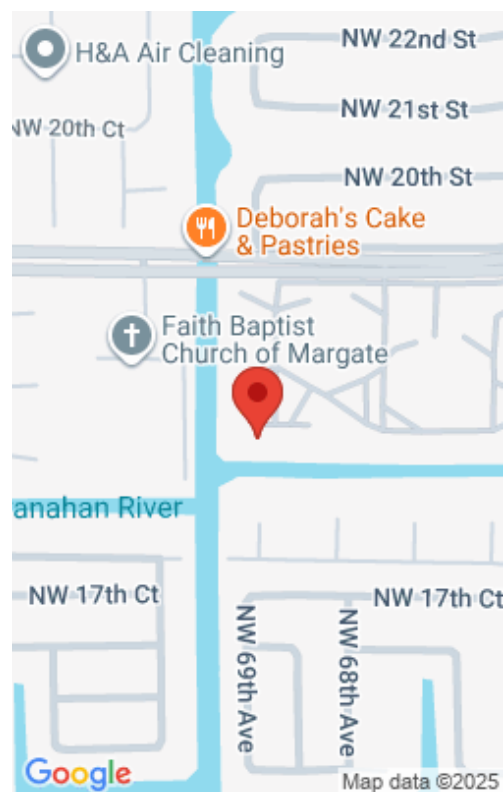 NW 22nd St
H&A Air Cleaning
NW 21st St
NW 20th Ct
NW 20th St
Deborah's Cake
& Pastries
Faith Baptist
Church of Margate
anahan River
NW 17th Ct
NW 17th Ct
NW 69th Ave
NW 68th Ave
Google
Map data ©2025